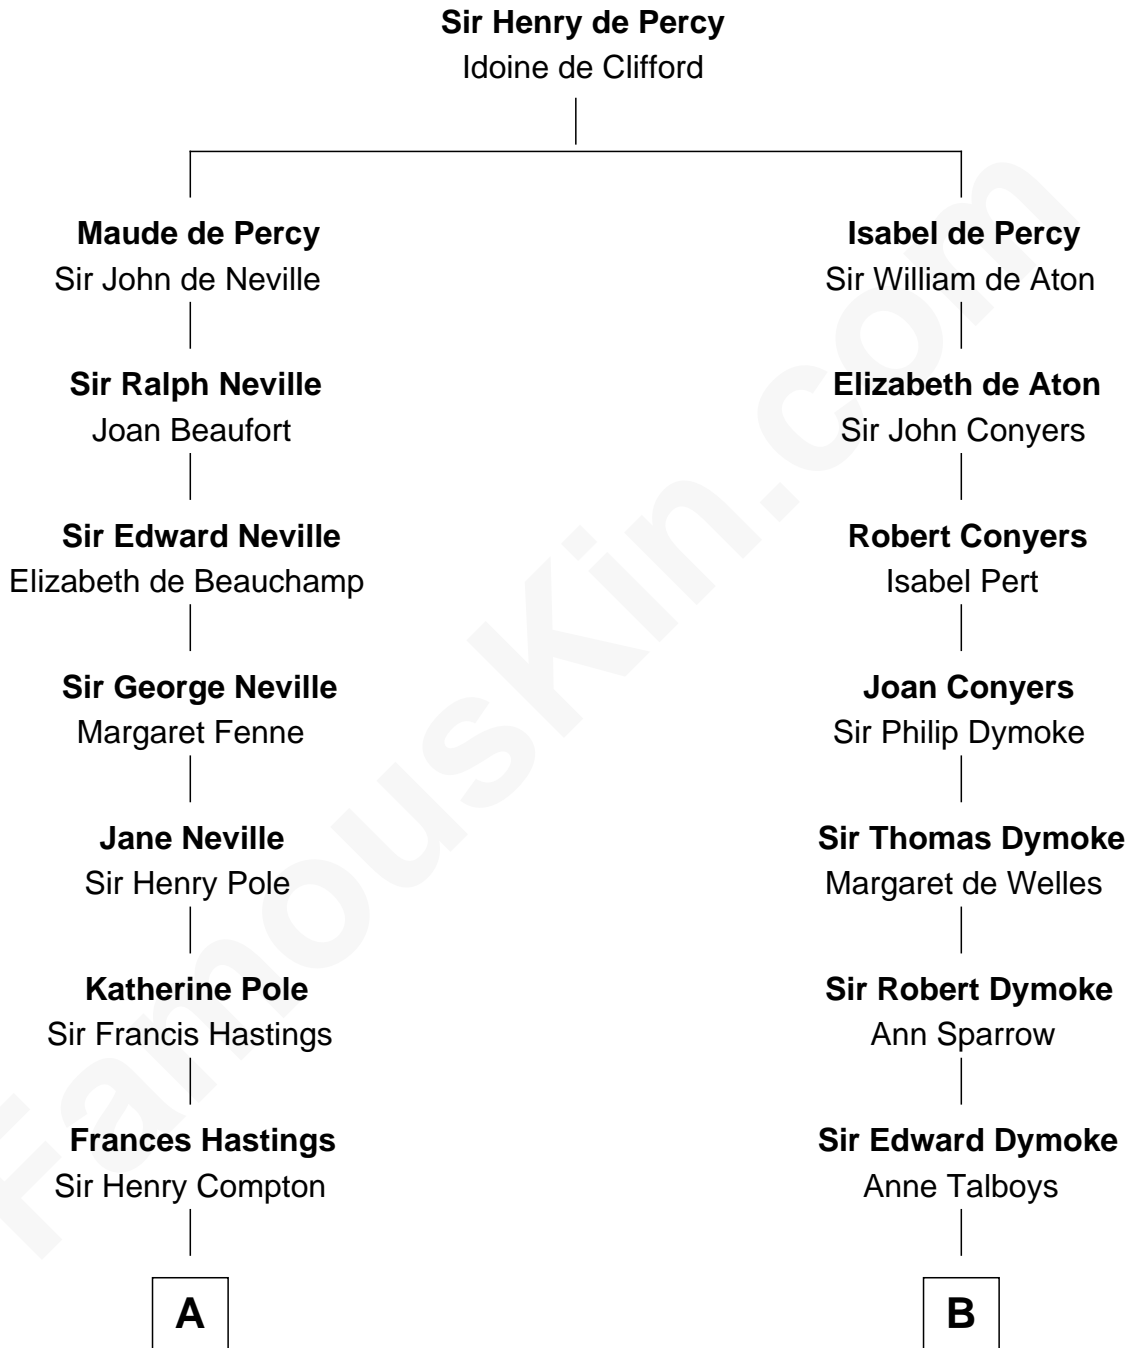 Sir Henry de Percy
Idoine de Clifford
Maude de Percy
Sir John de Neville
Isabel de Percy
Sir William de Aton
Sir Ralph Neville
Joan Beaufort
Elizabeth de Aton
Sir John Conyers
Sir Edward Neville
Elizabeth de Beauchamp
Robert Conyers
Isabel Pert
Sir George Neville
Margaret Fenne
Joan Conyers
Sir Philip Dymoke
Jane Neville
Sir Henry Pole
Sir Thomas Dymoke
Margaret de Welles
Katherine Pole
Sir Francis Hastings
Sir Robert Dymoke
Ann Sparrow
Frances Hastings
Sir Henry Compton
Sir Edward Dymoke
Anne Talboys
A
B
FamousKin.com